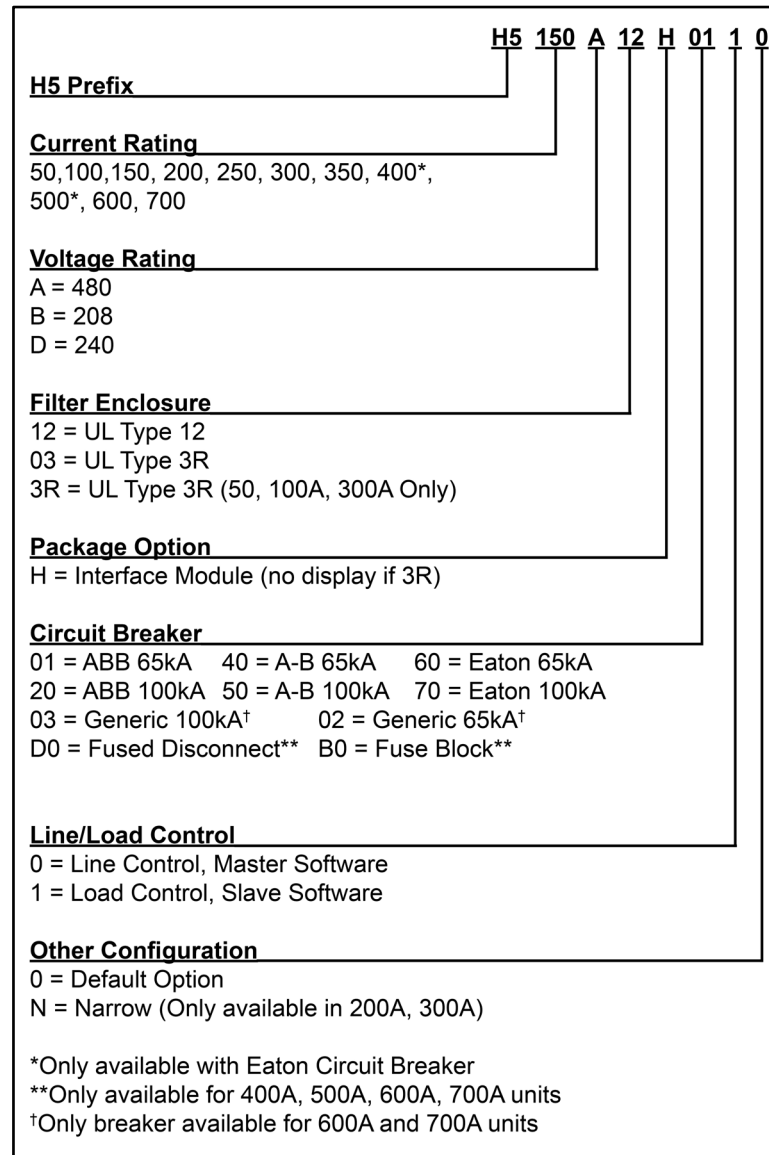 H5 150 A 12 H 01 1 0
H5 Prefix
Current Rating
50,100,150, 200, 250, 300, 350, 400*,
500*, 600, 700
Voltage Rating
A = 480
B = 208
D = 240
Filter Enclosure
12 = UL Type 12
03 = UL Type 3R
3R = UL Type 3R (50, 100A, 300A Only)
Package Option
H = Interface Module (no display if 3R)
Circuit Breaker
01 = ABB 65kA 40 = A-B 65kA 60 = Eaton 65kA
20 = ABB 100kA 50 = A-B 100kA 70 = Eaton 100kA
03 = Generic 100kA† 02 = Generic 65kA†
D0 = Fused Disconnect** B0 = Fuse Block**
Line/Load Control
0 = Line Control, Master Software
1 = Load Control, Slave Software
Other Configuration
0 = Default Option
N = Narrow (Only available in 200A, 300A)
*Only available with Eaton Circuit Breaker
**Only available for 400A, 500A, 600A, 700A units
†Only breaker available for 600A and 700A units